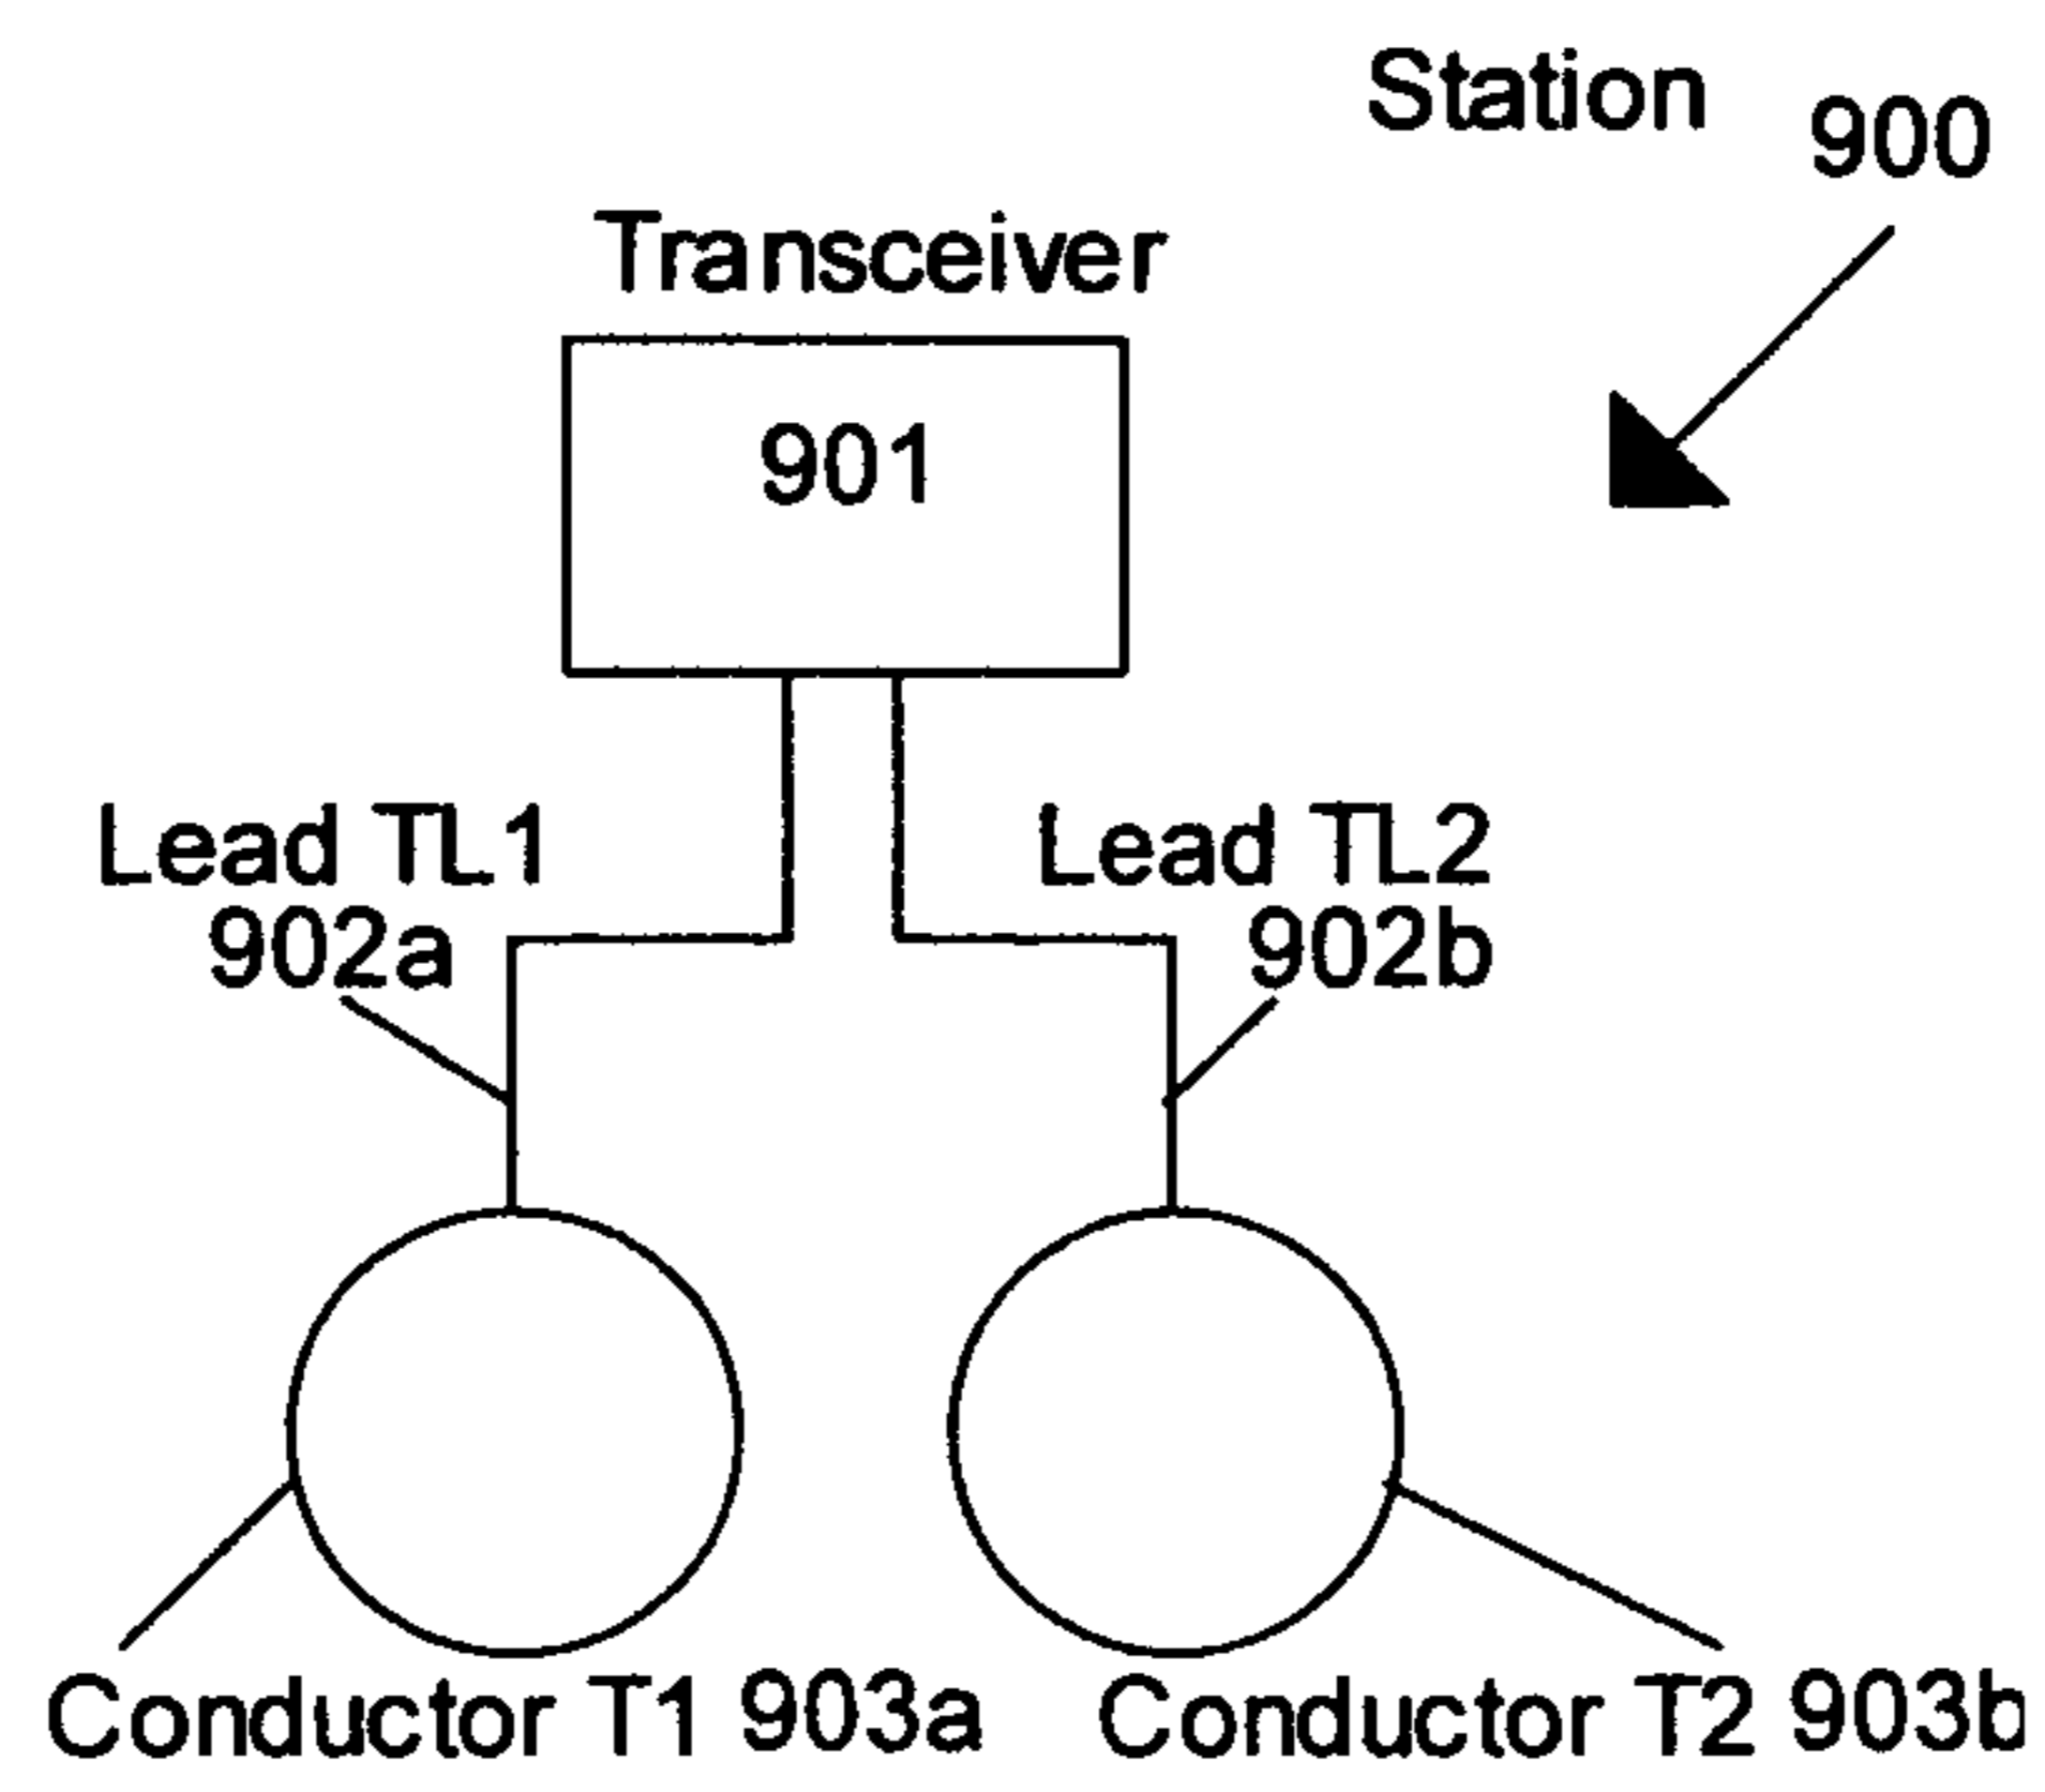 Station
900
Transceiver
901
Lead TL1
902a
Lead TL2
902b
Conductor T1 903a
Conductor T2 903b